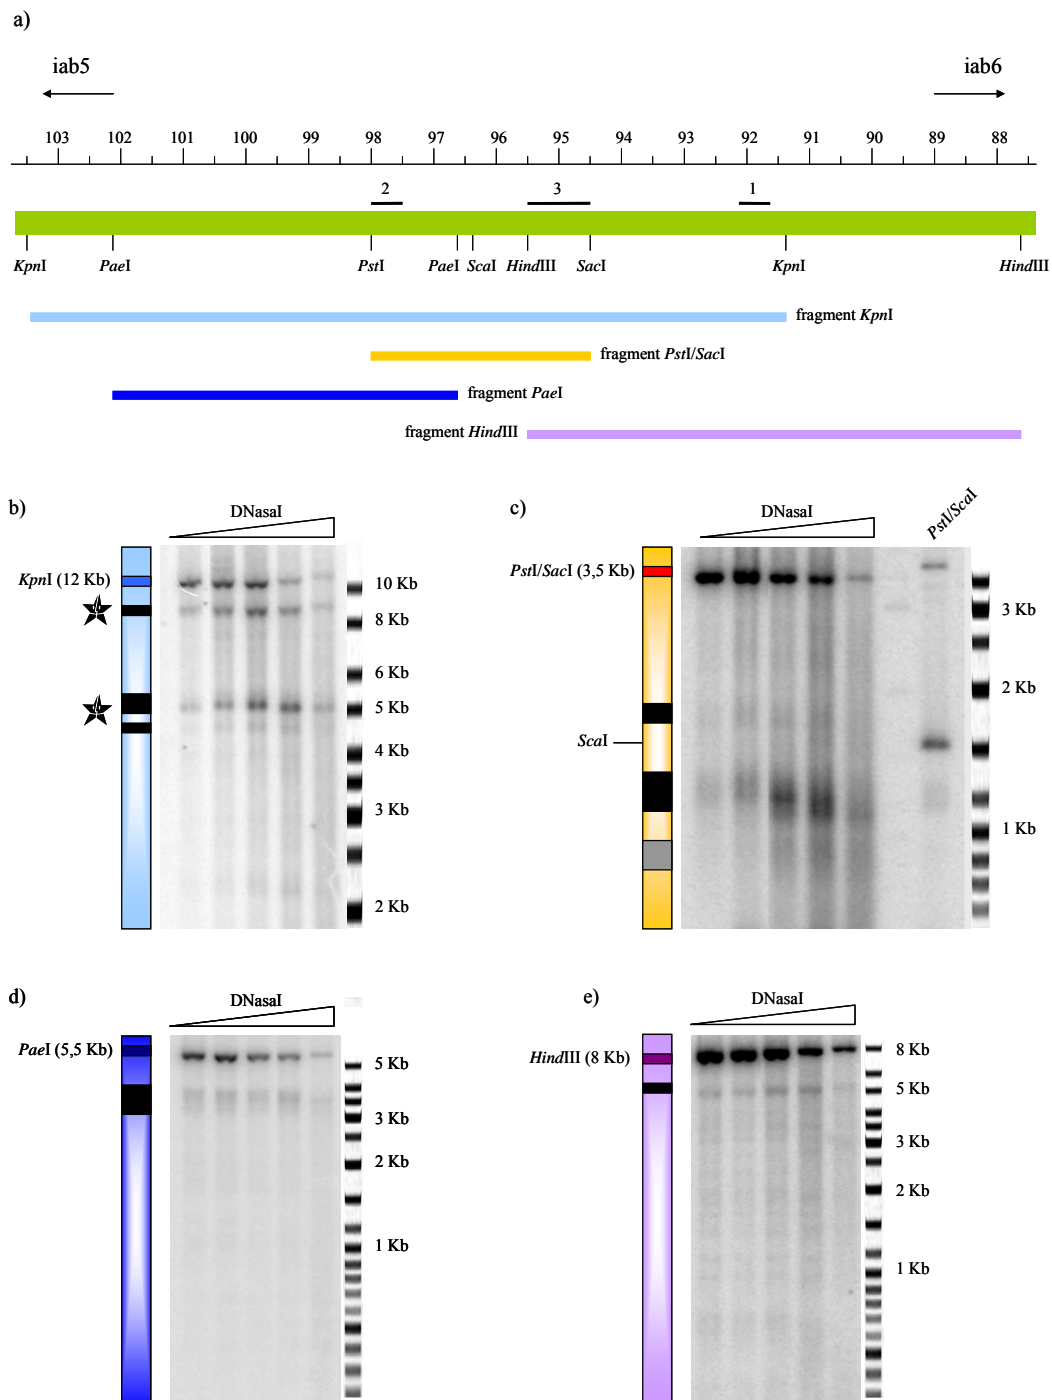 a)
iab5 iab6
103 102 101 100 99 98 97 96 95 94 93 92 91 90 89 88
2 3 1
KpnI PaeI PstI PaeI ScaI HindIII SacI KpnI HindIII
fragment KpnI
fragment PstI/SacI
fragment PaeI
fragment HindIII
b)
DNasaI
KpnI (12 Kb)
10 Kb
8 Kb
6 Kb
5 Kb
4 Kb
3 Kb
2 Kb
c)
DNasaI
PstI/ScaI
PstI/SacI (3,5 Kb)
3 Kb
2 Kb
ScaI
1 Kb
d)
DNasaI
PaeI (5,5 Kb)
5 Kb
3 Kb
2 Kb
1 Kb
e)
DNasaI
HindIII (8 Kb)
8 Kb
5 Kb
3 Kb
2 Kb
1 Kb